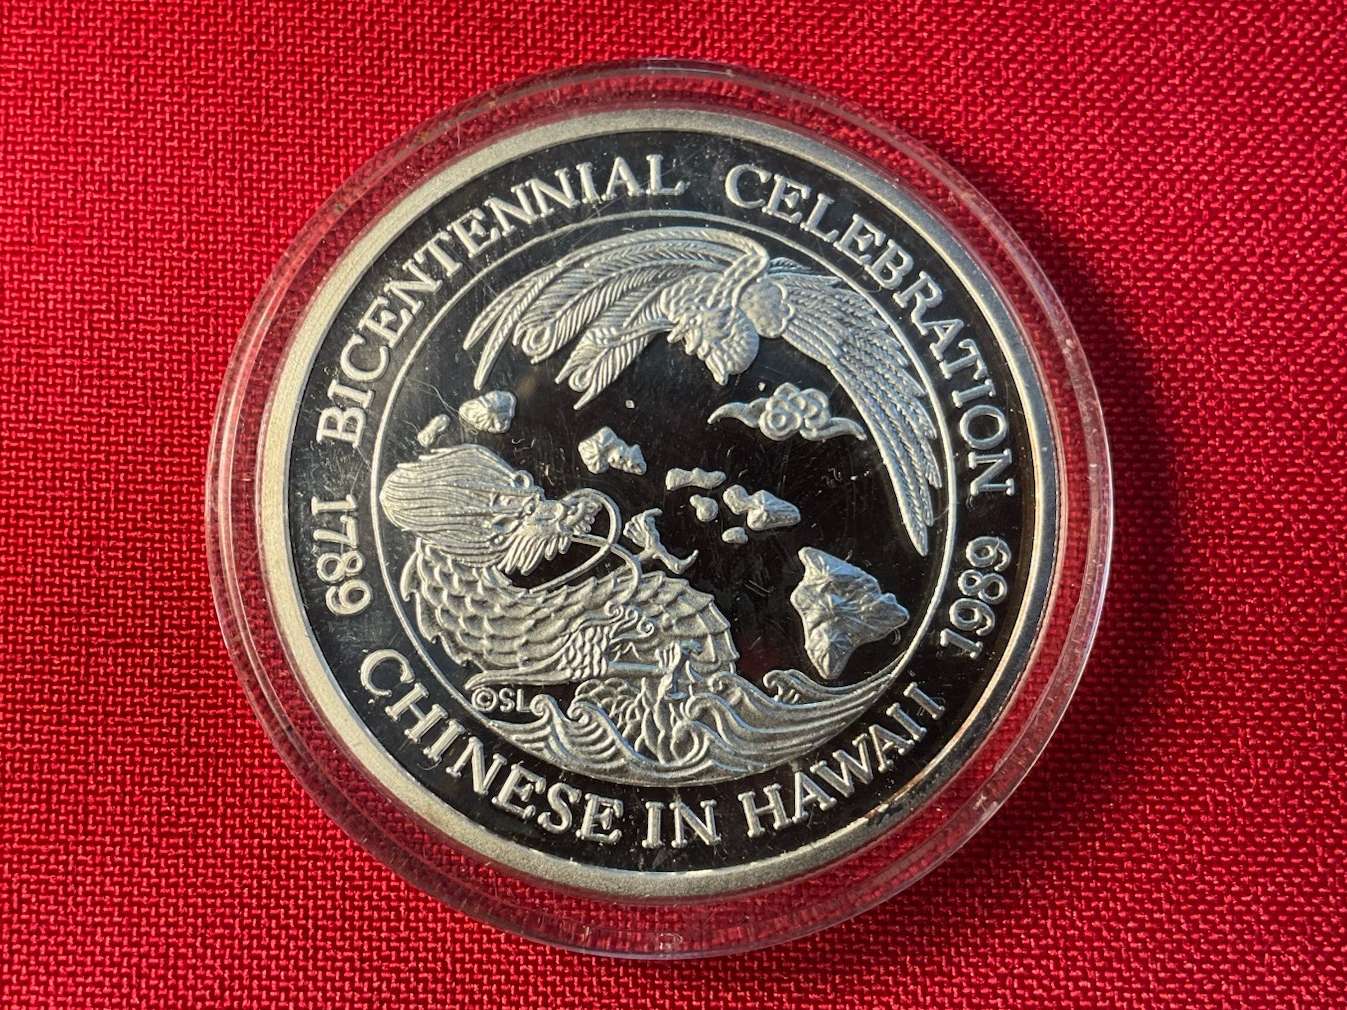 1789 BICENTENNIAL CELEBRATION 1989
CHINESE IN HAWAII
©SL